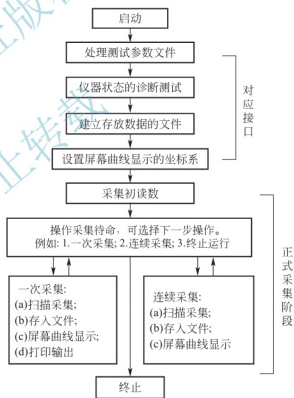 启动
处理测试参数文件
仪器状态的诊断测试
建立存放数据的文件
设置屏幕曲线显示的坐标系
对应接口
采集初读数
操作采集待命，可选择下一步操作。
例如: 1.一次采集; 2.连续采集; 3.终止运行
一次采集:
(a)扫描采集;
(b)存入文件;
(c)屏幕曲线显示;
(d)打印输出
连续采集:
(a)扫描采集;
(b)存入文件;
(c)屏幕曲线显示
正式采集阶段
终止